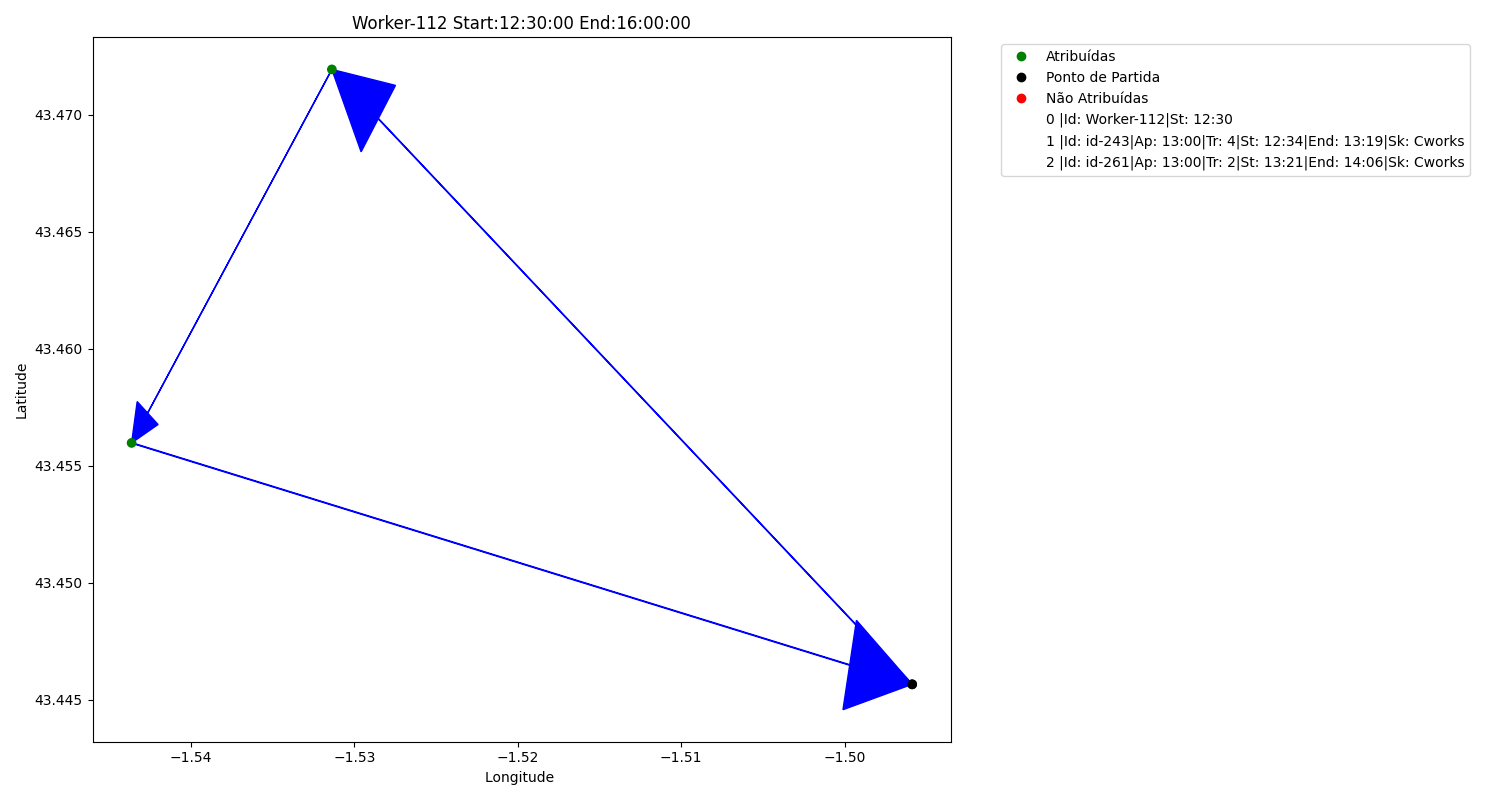 Worker-112 Start:12:30:00 End:16:00:00
Atribuídas
Ponto de Partida
Não Atribuídas
0 |Id: Worker-112|St: 12:30
1 |Id: id-243|Ap: 13:00|Tr: 4|St: 12:34|End: 13:19|Sk: Cworks
2 |Id: id-261|Ap: 13:00|Tr: 2|St: 13:21|End: 14:06|Sk: Cworks
Latitude
43.470
43.465
43.460
43.455
43.450
43.445
−1.54 −1.53 −1.52 −1.51 −1.50
Longitude